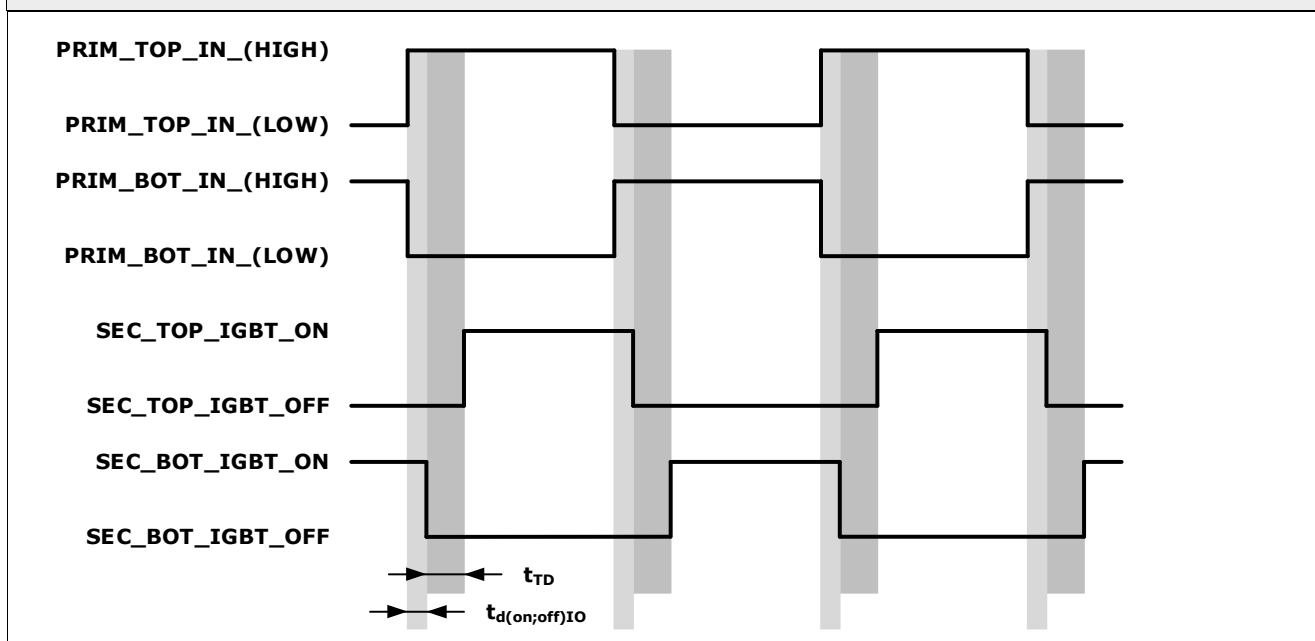 PRIM_TOP_IN_(HIGH)
PRIM_TOP_IN_(LOW)
PRIM_BOT_IN_(HIGH)
PRIM_BOT_IN_(LOW)
SEC_TOP_IGBT_ON
SEC_TOP_IGBT_OFF
SEC_BOT_IGBT_ON
SEC_BOT_IGBT_OFF
tTD
td(on;off)IO